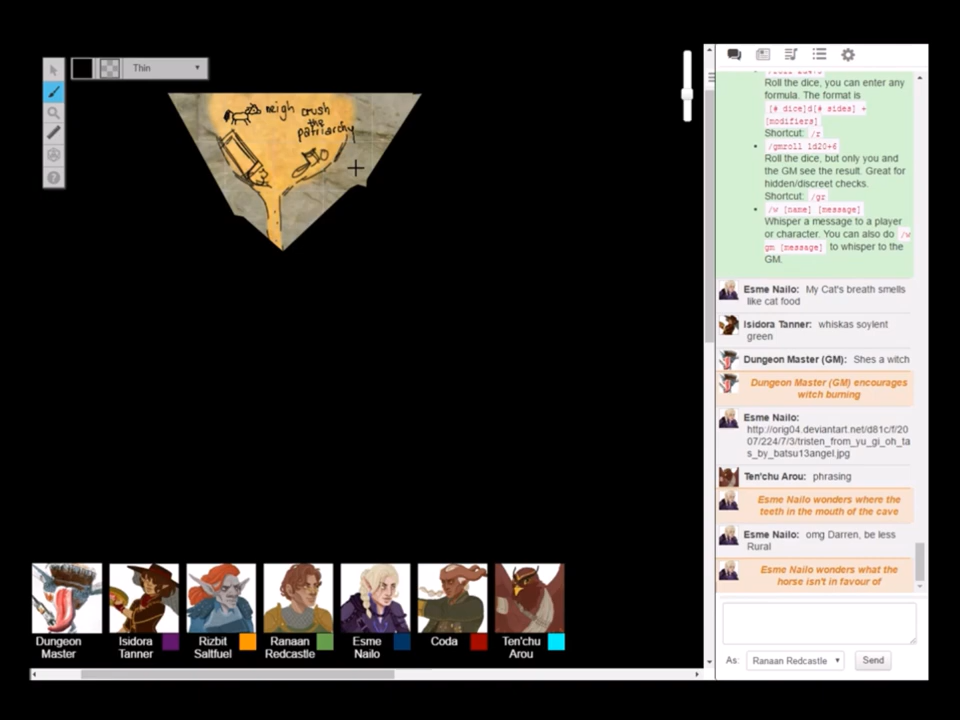 Thin
neigh crush
the
patriarchy
Roll the dice, you can enter any
formula. The format is
[# dice]d[# sides] +
[modifiers]
Shortcut: /r
/gmroll 1d20+6
Roll the dice, but only you and
the GM see the result. Great for
hidden/discreet checks.
Shortcut: /gr
/w [name] [message]
Whisper a message to a player
or character. You can also do /w
gm [message] to whisper to the
GM.
Esme Nailo: My Cat's breath smells
like cat food
Isidora Tanner: whiskas soylent
green
Dungeon Master (GM): Shes a witch
Dungeon Master (GM) encourages
witch burning
Esme Nailo:
http://orig04.deviantart.net/d81c/f/20
07/224/7/3/tristen_from_yu_gi_oh_ta
s_by_batsu13angel.jpg
Ten'chu Arou: phrasing
Esme Nailo wonders where the
teeth in the mouth of the cave
Esme Nailo: omg Darren, be less
Rural
Esme Nailo wonders what the
horse isn't in favour of
As: Ranaan Redcastle Send
Dungeon
Master
Isidora
Tanner
Rizbit
Saltfuel
Ranaan
Redcastle
Esme
Nailo
Coda
Ten'chu
Arou